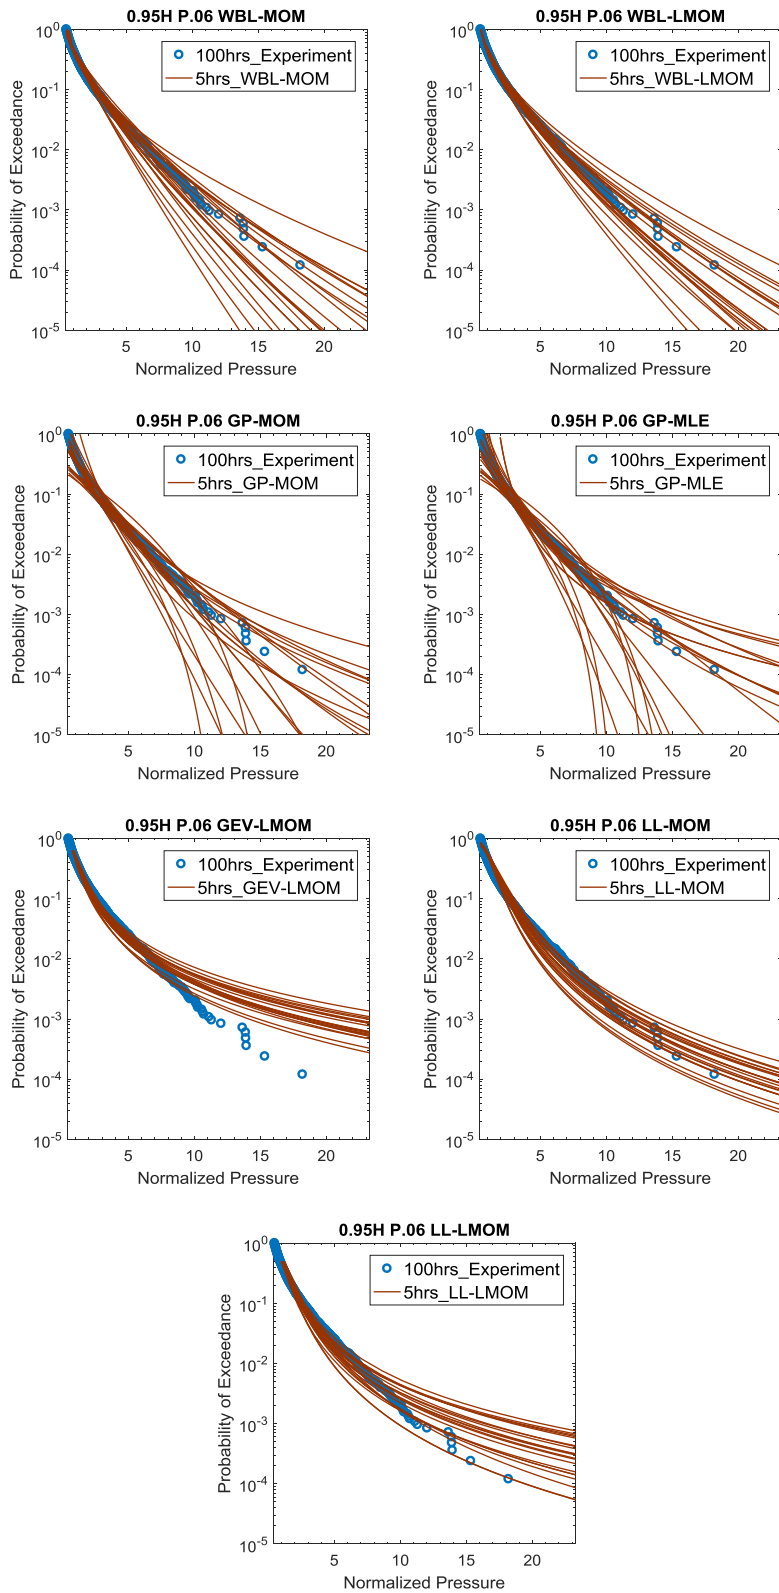 0.95H P.06 WBL-MOM
100hrs_Experiment
5hrs_WBL-MOM
Probability of Exceedance
10^0
10^-1
10^-2
10^-3
10^-4
10^-5
5 10 15 20
Normalized Pressure
0.95H P.06 WBL-LMOM
100hrs_Experiment
5hrs_WBL-LMOM
Probability of Exceedance
10^0
10^-1
10^-2
10^-3
10^-4
10^-5
5 10 15 20
Normalized Pressure
0.95H P.06 GP-MOM
100hrs_Experiment
5hrs_GP-MOM
Probability of Exceedance
10^0
10^-1
10^-2
10^-3
10^-4
10^-5
5 10 15 20
Normalized Pressure
0.95H P.06 GP-MLE
100hrs_Experiment
5hrs_GP-MLE
Probability of Exceedance
10^0
10^-1
10^-2
10^-3
10^-4
10^-5
5 10 15 20
Normalized Pressure
0.95H P.06 GEV-LMOM
100hrs_Experiment
5hrs_GEV-LMOM
Probability of Exceedance
10^0
10^-1
10^-2
10^-3
10^-4
10^-5
5 10 15 20
Normalized Pressure
0.95H P.06 LL-MOM
100hrs_Experiment
5hrs_LL-MOM
Probability of Exceedance
10^0
10^-1
10^-2
10^-3
10^-4
10^-5
5 10 15 20
Normalized Pressure
0.95H P.06 LL-LMOM
100hrs_Experiment
5hrs_LL-LMOM
Probability of Exceedance
10^0
10^-1
10^-2
10^-3
10^-4
10^-5
5 10 15 20
Normalized Pressure